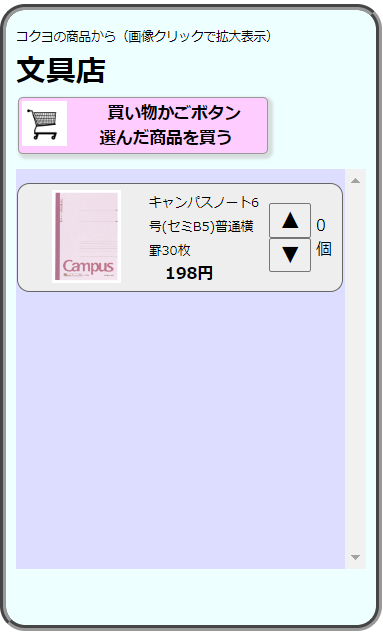 コクヨの商品から（画像クリックで拡大表示）
文具店
買い物かごボタン
選んだ商品を買う
Campus
キャンパスノート6
号(セミB5)普通横
罫30枚
198円
▲
▼
0
個